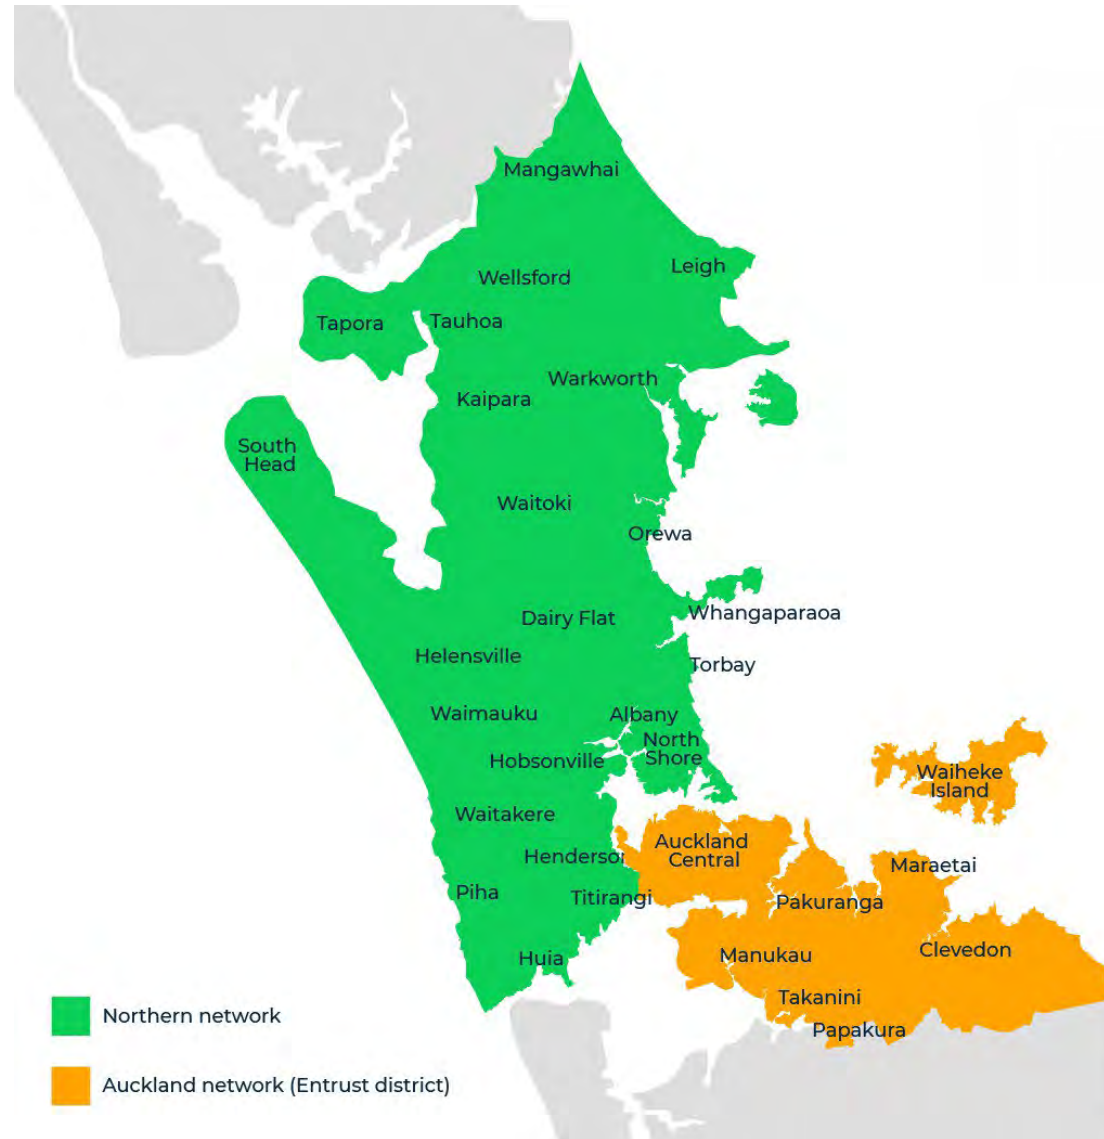 Mangawhai
Leigh
Wellsford
Tapora
Tauhoa
Warkworth
Kaipara
South
Head
Waitoki
Orewa
Whangaparaoa
Dairy Flat
Helensville
Torbay
Waimauku
Albany
North
Shore
Hobsonville
Waiheke
Island
Waitakere
Auckland
Central
Henderson
Maraetai
Piha
Titirangi
Pakuranga
Huia
Manukau
Clevedon
Takanini
Papakura
Northern network
Auckland network (Entrust district)